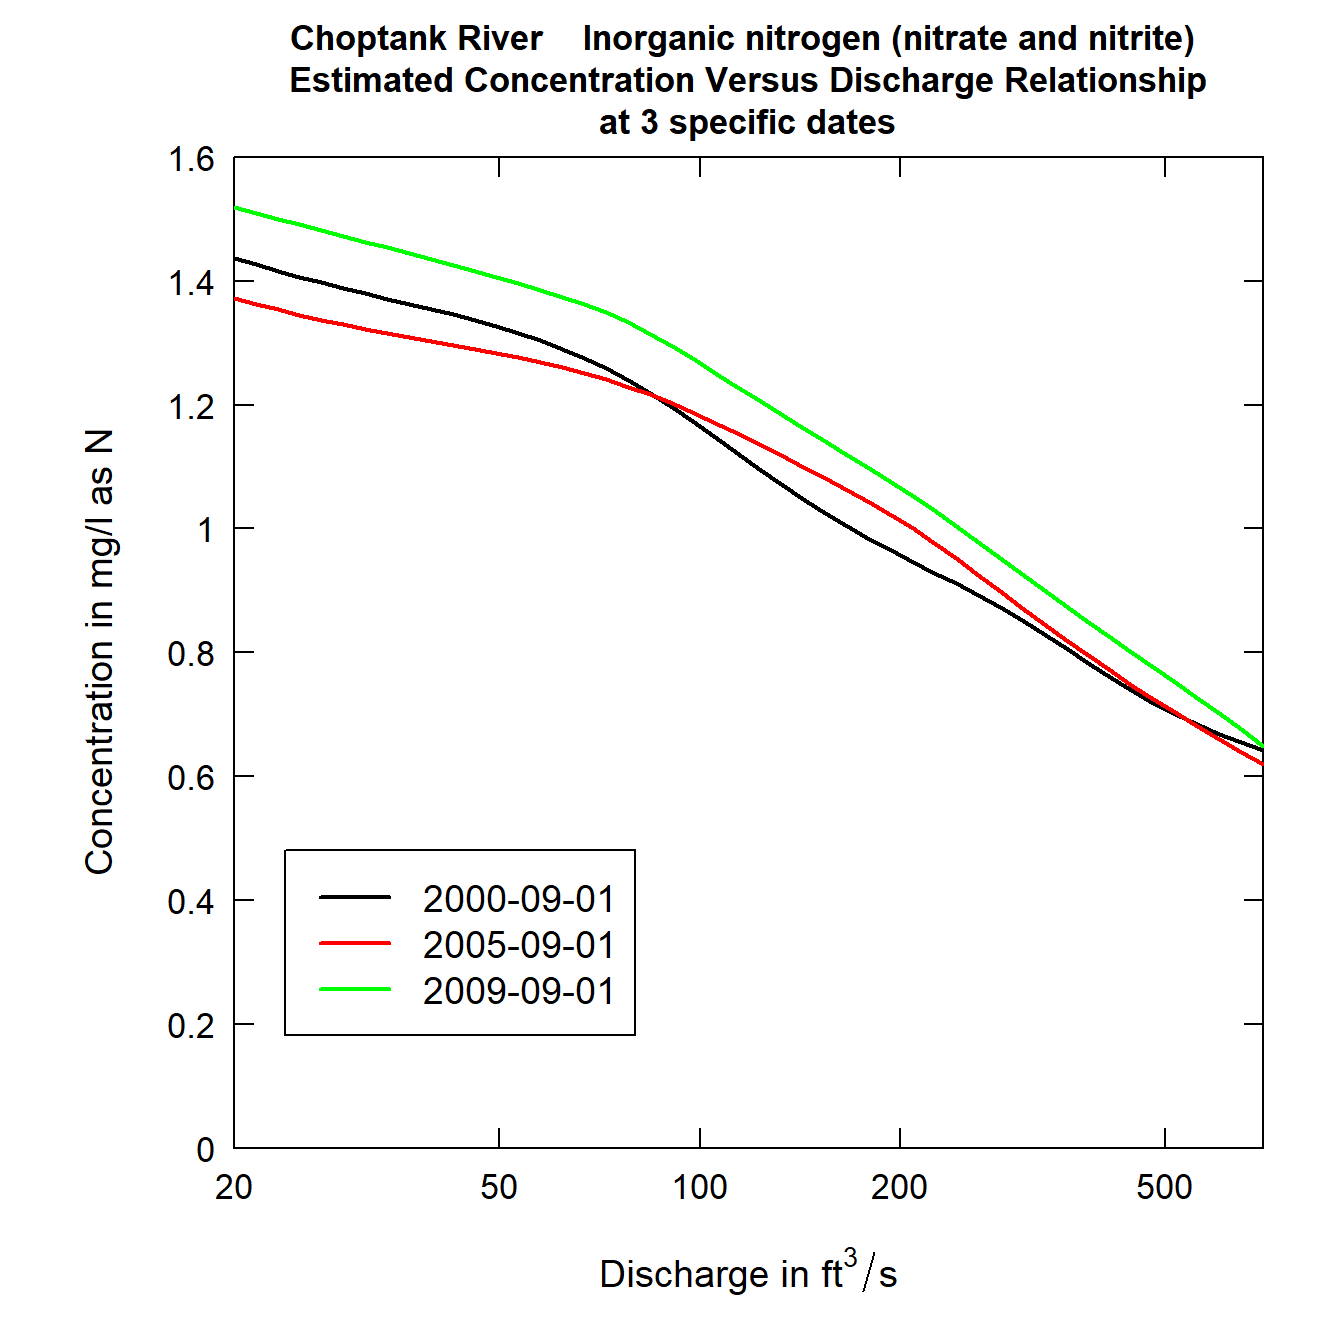 Choptank River    Inorganic nitrogen (nitrate and nitrite)
Estimated Concentration Versus Discharge Relationship
at 3 specific dates
1.6
1.4
1.2
1
0.8
0.6
0.4
0.2
0
Concentration in mg/l as N
2000-09-01
2005-09-01
2009-09-01
20 50 100 200 500
Discharge in ft³/s